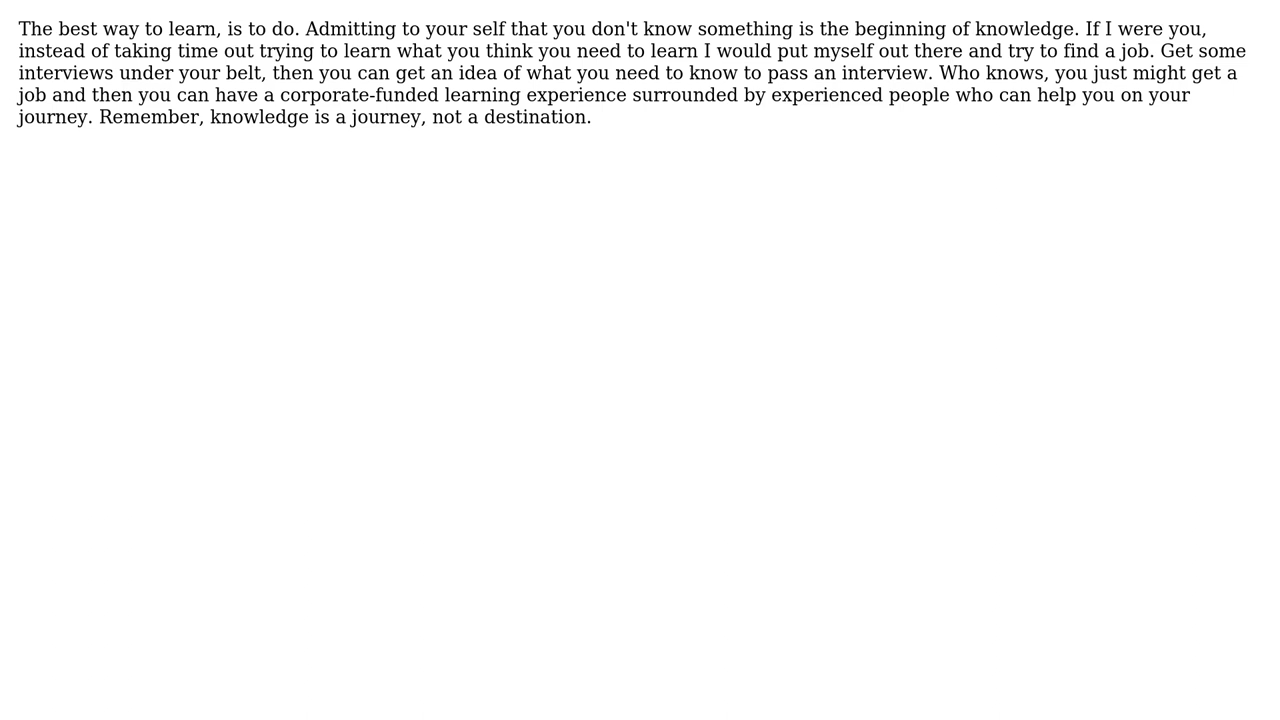 The best way to learn, is to do. Admitting to your self that you don't know something is the beginning of knowledge. If I were you,
instead of taking time out trying to learn what you think you need to learn I would put myself out there and try to find a job. Get some
interviews under your belt, then you can get an idea of what you need to know to pass an interview. Who knows, you just might get a
job and then you can have a corporate-funded learning experience surrounded by experienced people who can help you on your
journey. Remember, knowledge is a journey, not a destination.